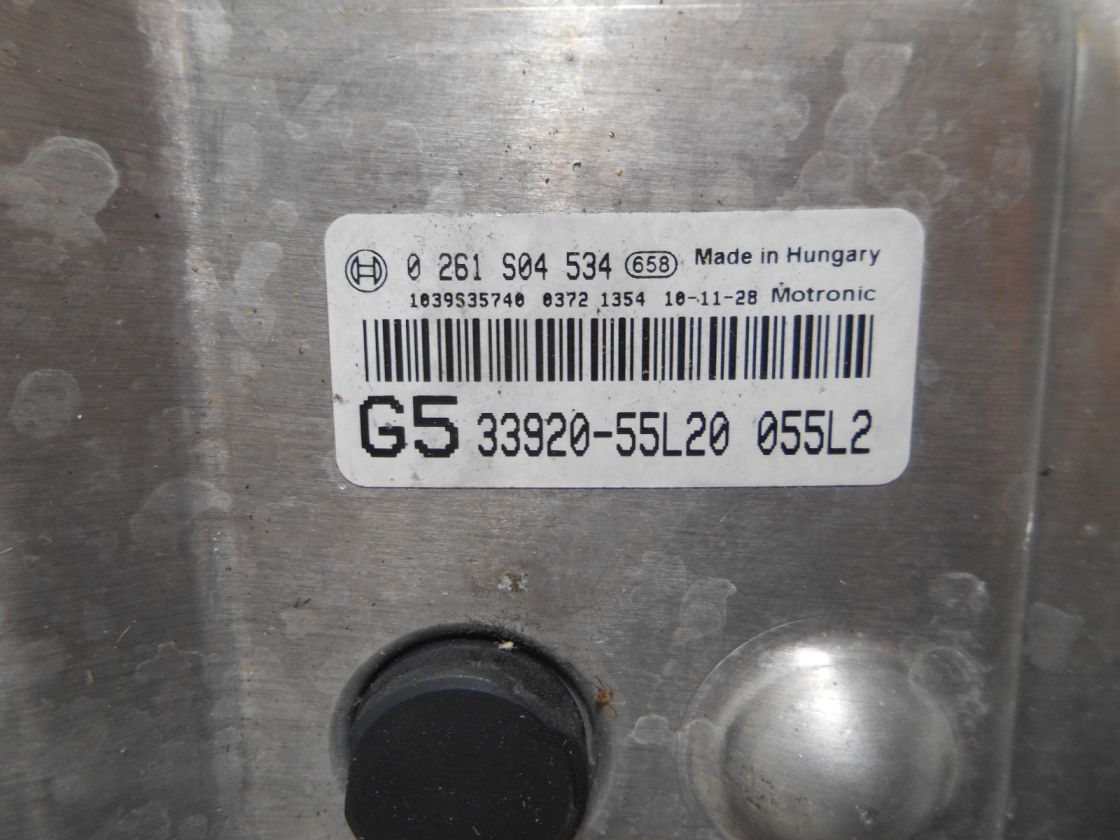 0 261 S04 534 658 Made in Hungary
1039S35740 0372 1354 10-11-28 Motronic
G5 33920-55L20 055L2